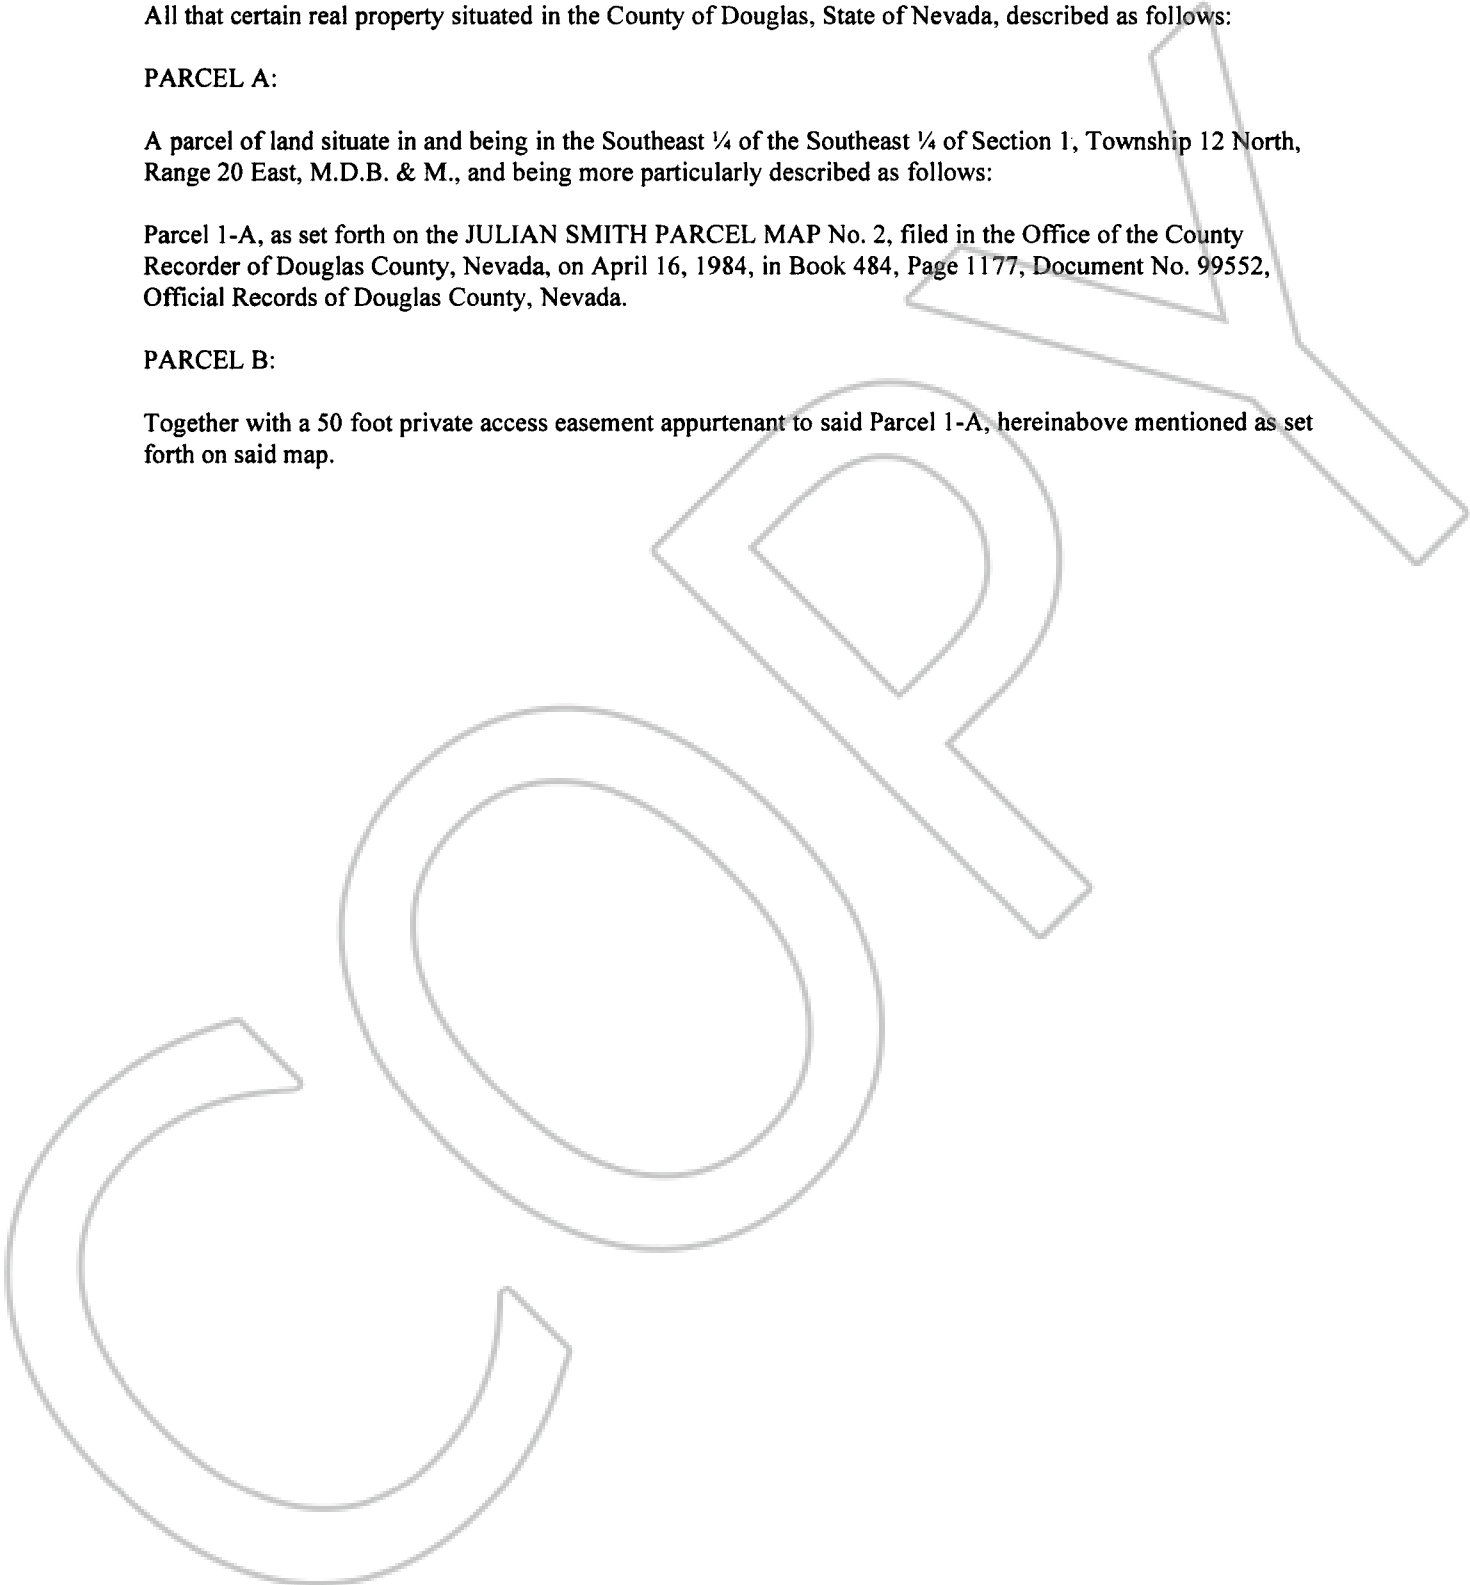 All that certain real property situated in the County of Douglas, State of Nevada, described as follows:
PARCEL A:
A parcel of land situate in and being in the Southeast ¼ of the Southeast ¼ of Section 1, Township 12 North,
Range 20 East, M.D.B. & M., and being more particularly described as follows:
Parcel 1-A, as set forth on the JULIAN SMITH PARCEL MAP No. 2, filed in the Office of the County
Recorder of Douglas County, Nevada, on April 16, 1984, in Book 484, Page 1177, Document No. 99552,
Official Records of Douglas County, Nevada.
PARCEL B:
Together with a 50 foot private access easement appurtenant to said Parcel 1-A, hereinabove mentioned as set
forth on said map.
COPY